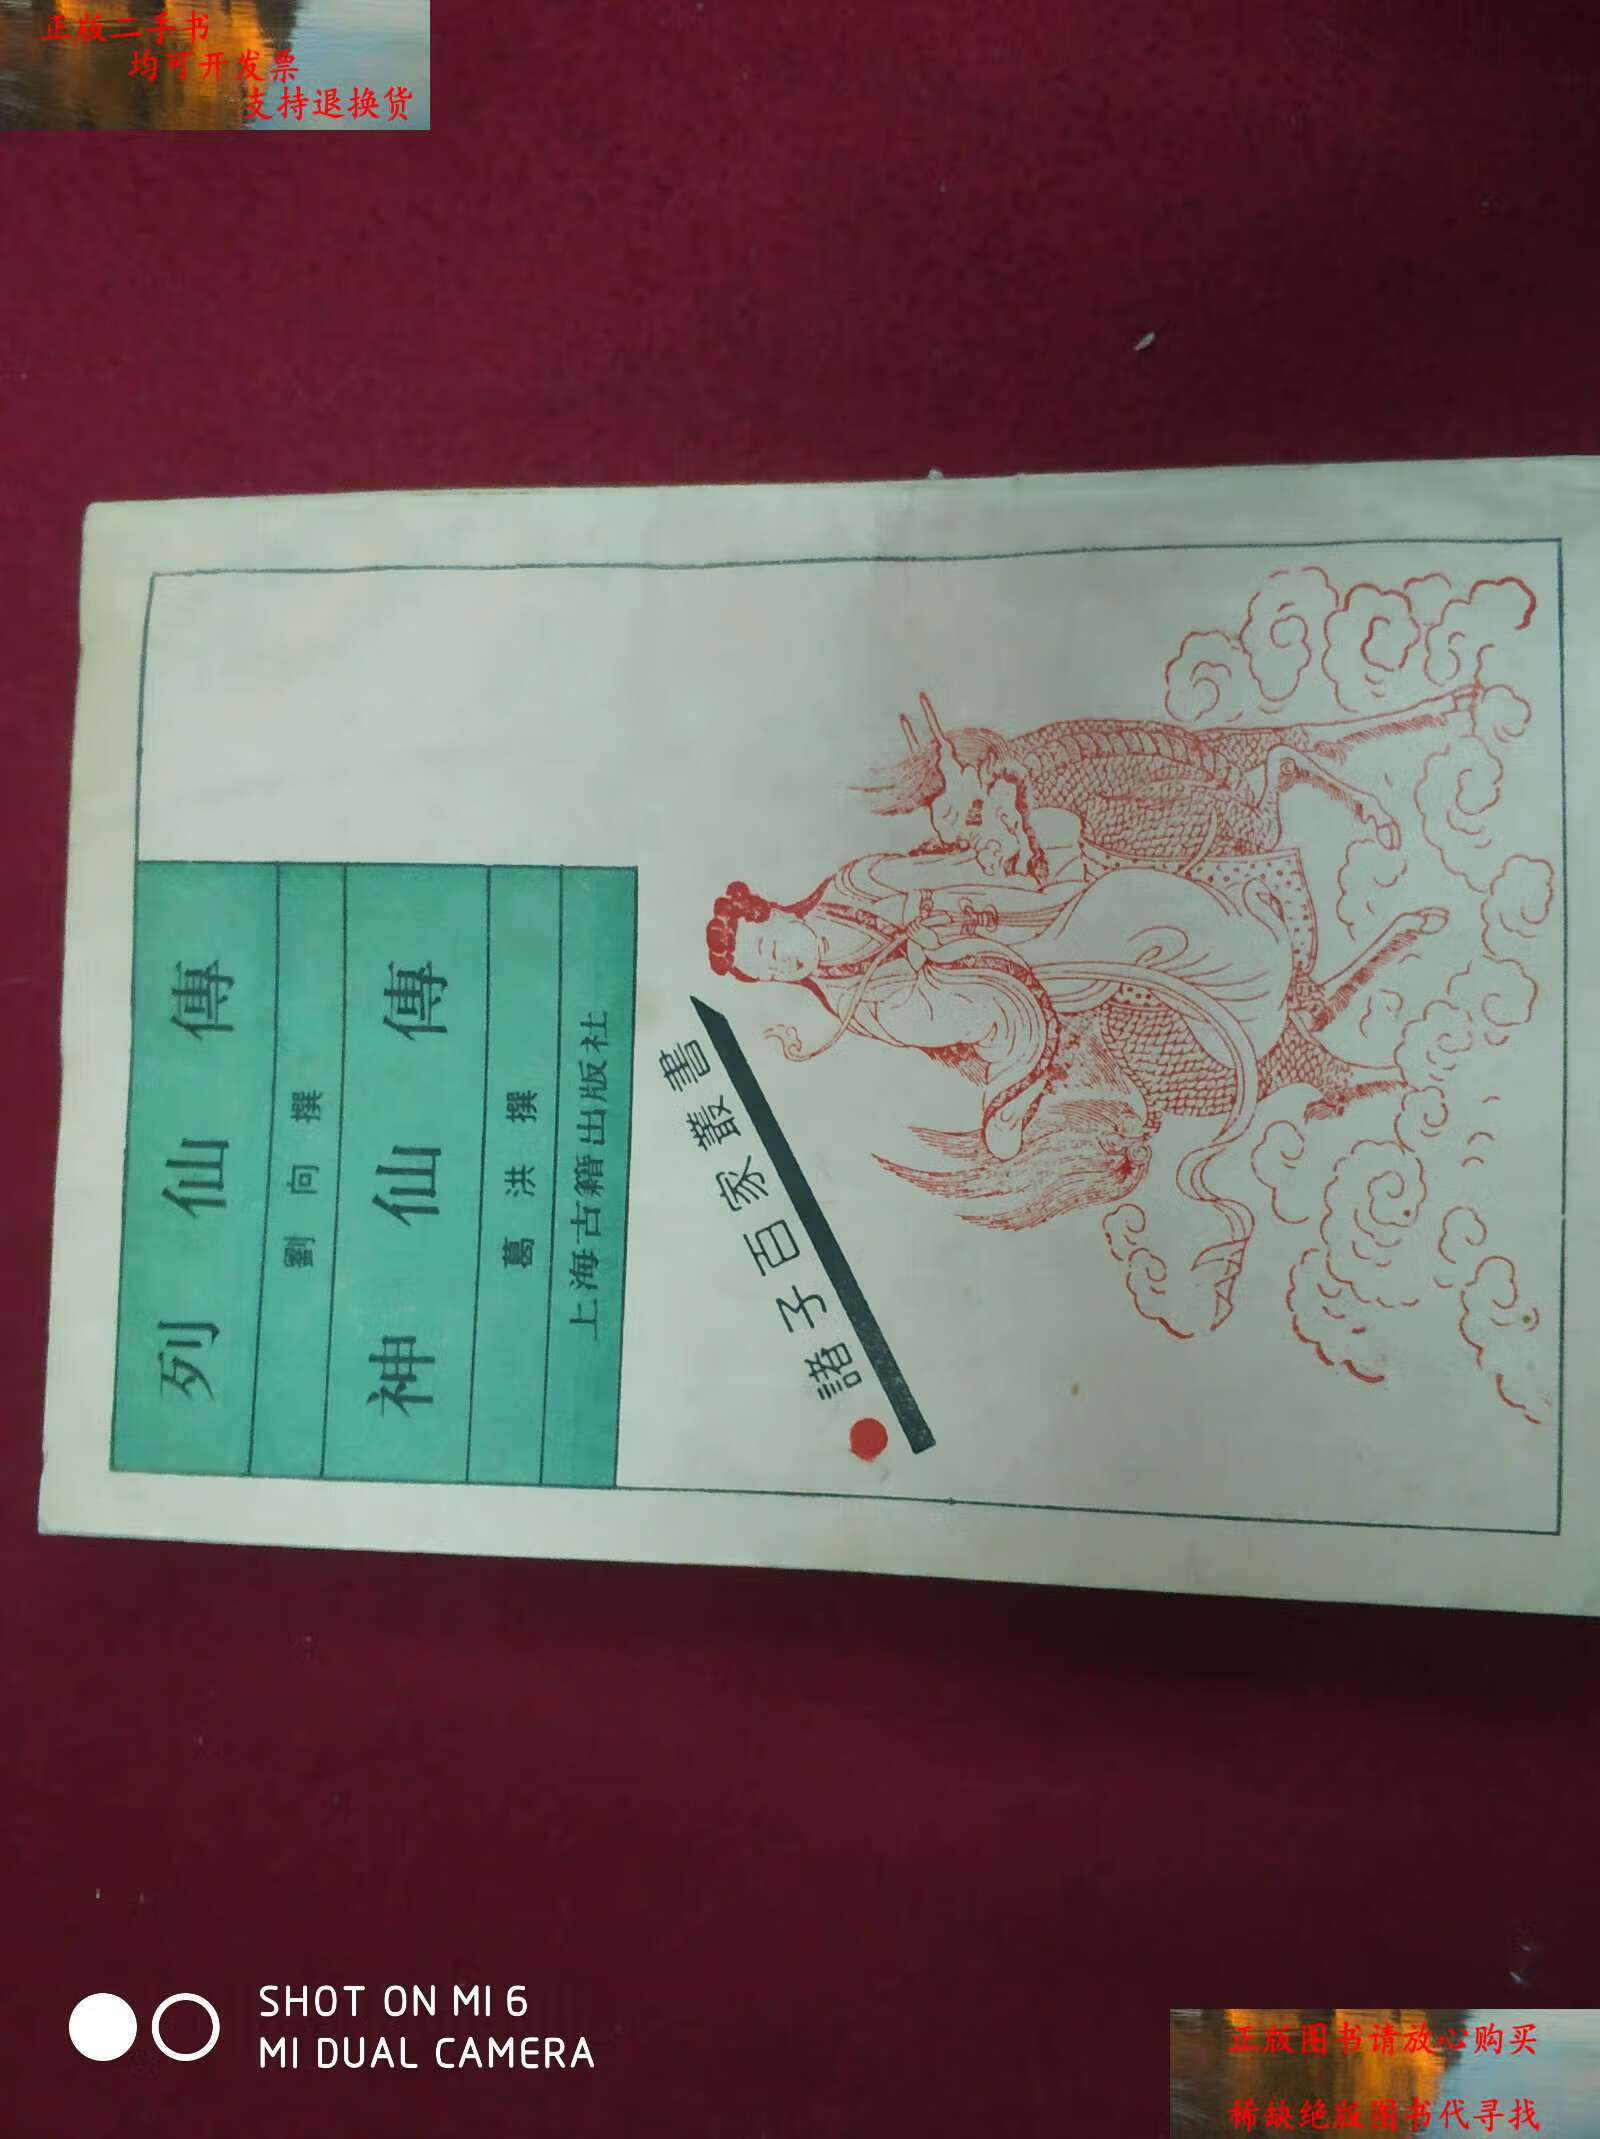 正版二手书
均可开发票
支持退换货
列仙傳
劉向撰
神仙傳
葛洪撰
上海古籍出版社
諸子百家叢書
SHOT ON MI 6
MI DUAL CAMERA
正版图书请放心购买
稀缺绝版图书代寻找